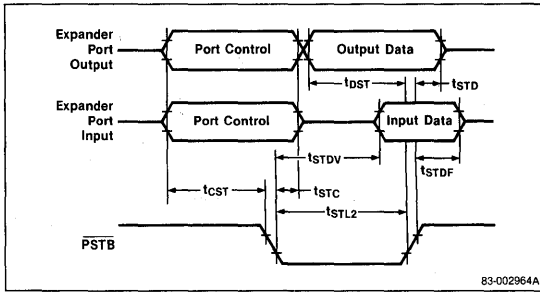 Expander
Port
Output
Port Control
Output Data
tDST
tSTD
Expander
Port
Input
Port Control
Input Data
tSTDV
tSTDF
tCST
tSTC
tSTL2
PSTB
83-002964A